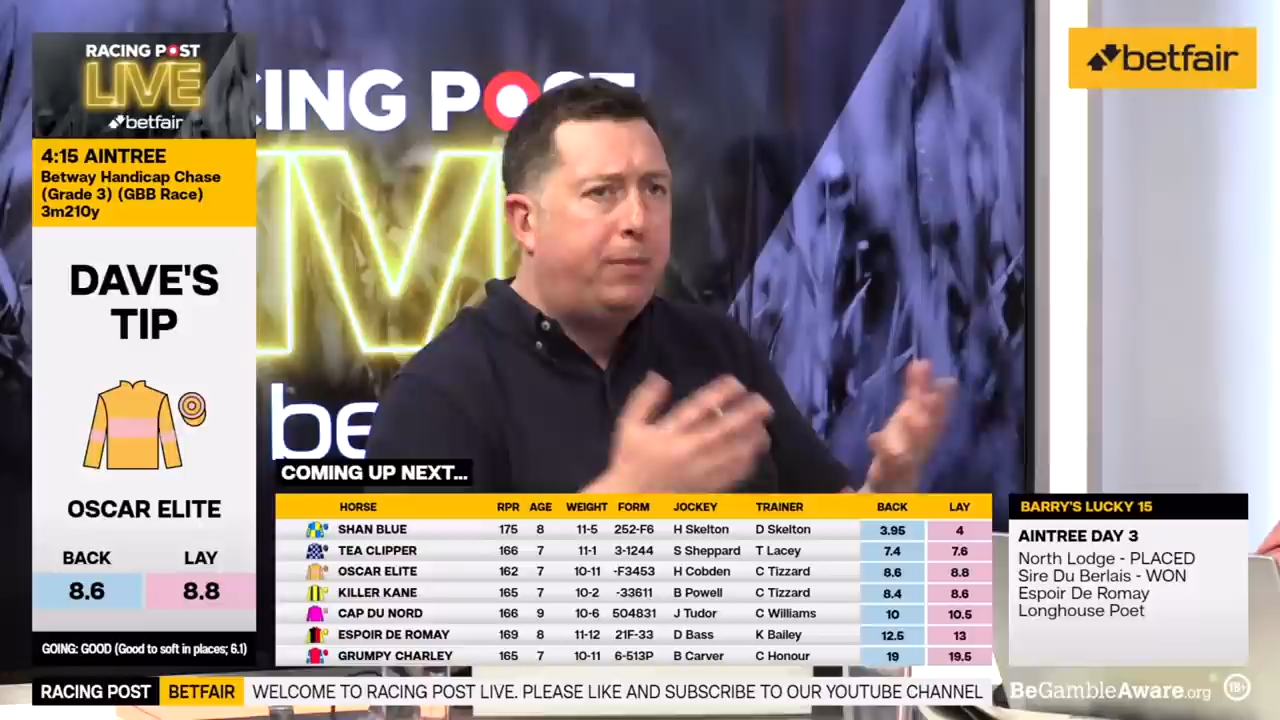 RACING POST
LIVE
betfair
4:15 AINTREE
Betway Handicap Chase
(Grade 3) (GBB Race)
3m210y
DAVE'S
TIP
OSCAR ELITE
BACK LAY
8.6 8.8
GOING: GOOD (Good to soft in places; 6.1)
CING POST
be
betfair
COMING UP NEXT...
HORSE RPR AGE WEIGHT FORM JOCKEY TRAINER BACK LAY
SHAN BLUE 175 8 11-5 252-F6 H Skelton D Skelton 3.95 4
TEA CLIPPER 166 7 11-1 3-1244 S Sheppard T Lacey 7.4 7.6
OSCAR ELITE 162 7 10-11 -F3453 H Cobden C Tizzard 8.6 8.8
KILLER KANE 165 7 10-2 -33611 B Powell C Tizzard 8.4 8.6
CAP DU NORD 166 9 10-6 504831 J Tudor C Williams 10 10.5
ESPOIR DE ROMAY 169 8 11-12 21F-33 D Bass K Bailey 12.5 13
GRUMPY CHARLEY 165 7 10-11 6-513P B Carver C Honour 19 19.5
BARRY'S LUCKY 15
AINTREE DAY 3
North Lodge - PLACED
Sire Du Berlais - WON
Espoir De Romay
Longhouse Poet
RACING POST BETFAIR WELCOME TO RACING POST LIVE. PLEASE LIKE AND SUBSCRIBE TO OUR YOUTUBE CHANNEL
BeGambleAware.org 18+